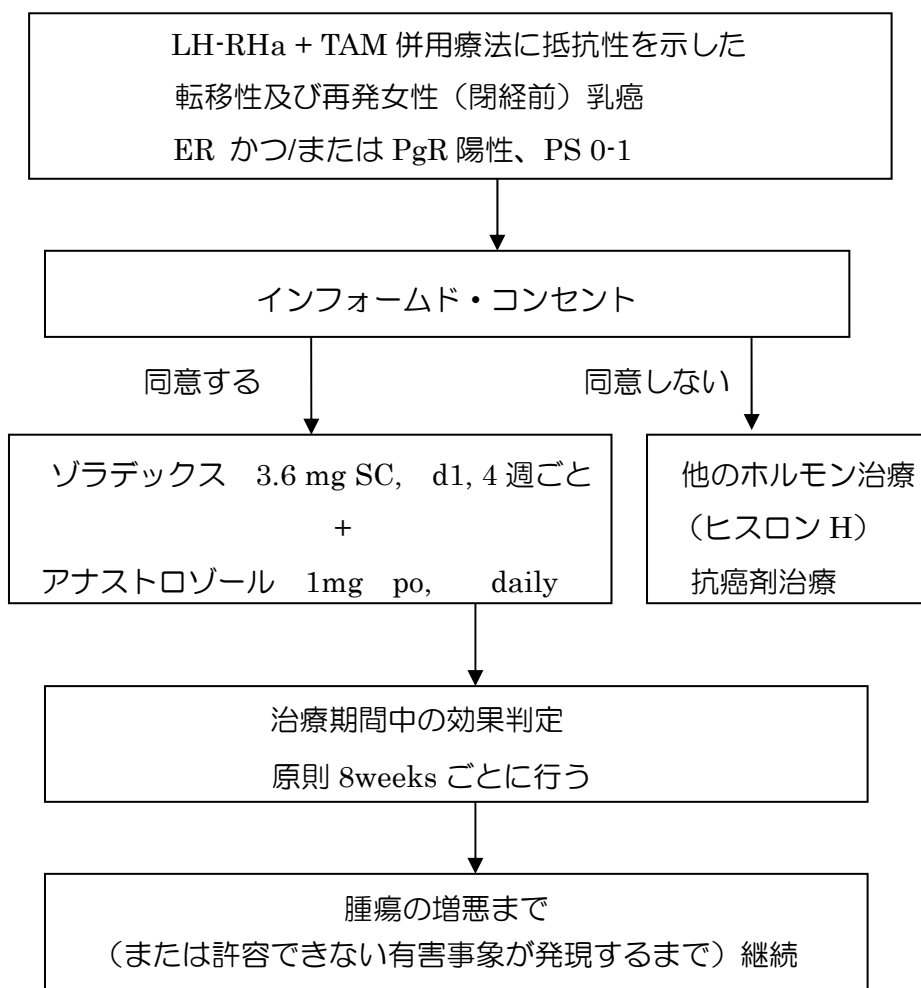 LH-RHa + TAM 併用療法に抵抗性を示した
転移性及び再発女性（閉経前）乳癌
ER かつ/または PgR 陽性、PS 0-1
インフォームド・コンセント
同意する
同意しない
ゾラデックス 3.6 mg SC, d1, 4 週ごと
+
アナストロゾール 1mg po, daily
他のホルモン治療
（ヒスロン H）
抗癌剤治療
治療期間中の効果判定
原則 8weeks ごとに行う
腫瘍の増悪まで
（または許容できない有害事象が発現するまで）継続